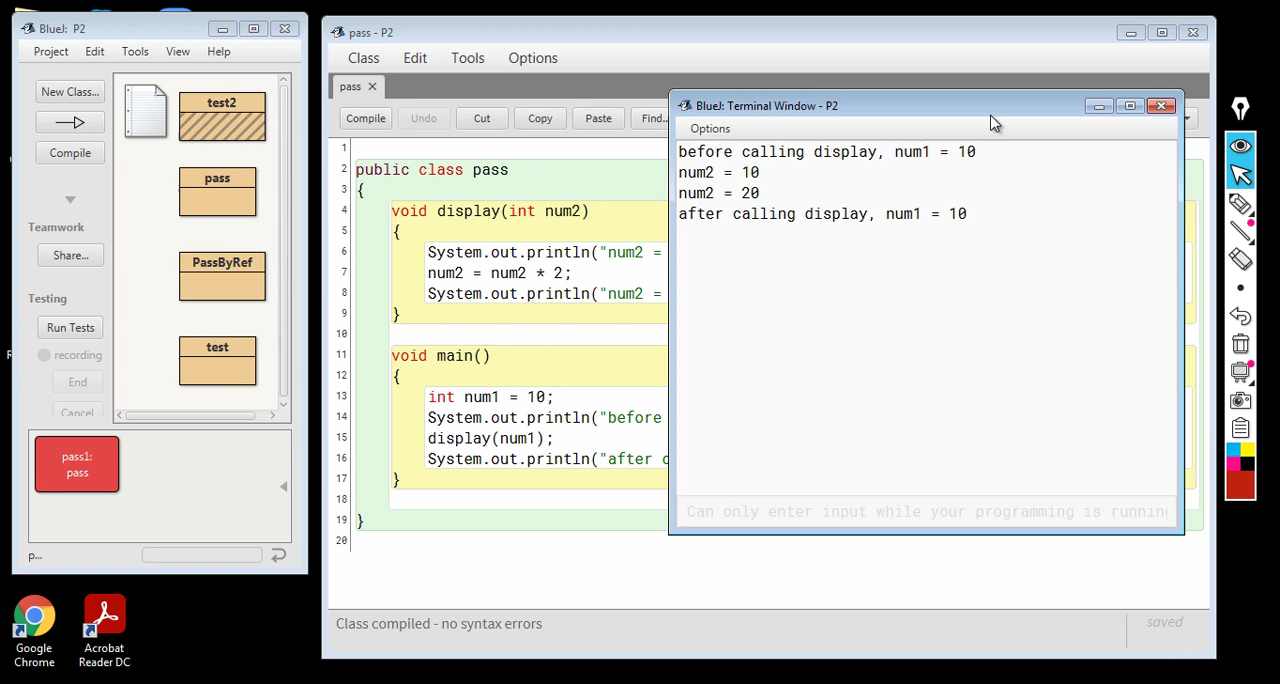 BlueJ: P2
Project Edit Tools View Help
New Class...
Compile
Teamwork
Share...
Testing
Run Tests
recording
End
Cancel
test2
pass
PassByRef
test
pass1:
pass
p...
Google
Chrome
Acrobat
Reader DC
pass - P2
Class Edit Tools Options
pass
Compile Undo Cut Copy Paste Find...
1
2 public class pass
3 {
4 void display(int num2)
5 {
6 System.out.println("num2 =
7 num2 = num2 * 2;
8 System.out.println("num2 =
9 }
10
11 void main()
12 {
13 int num1 = 10;
14 System.out.println("before
15 display(num1);
16 System.out.println("after
17 }
18
19 }
20
Class compiled - no syntax errors
saved
BlueJ: Terminal Window - P2
Options
before calling display, num1 = 10
num2 = 10
num2 = 20
after calling display, num1 = 10
Can only enter input while your programming is running